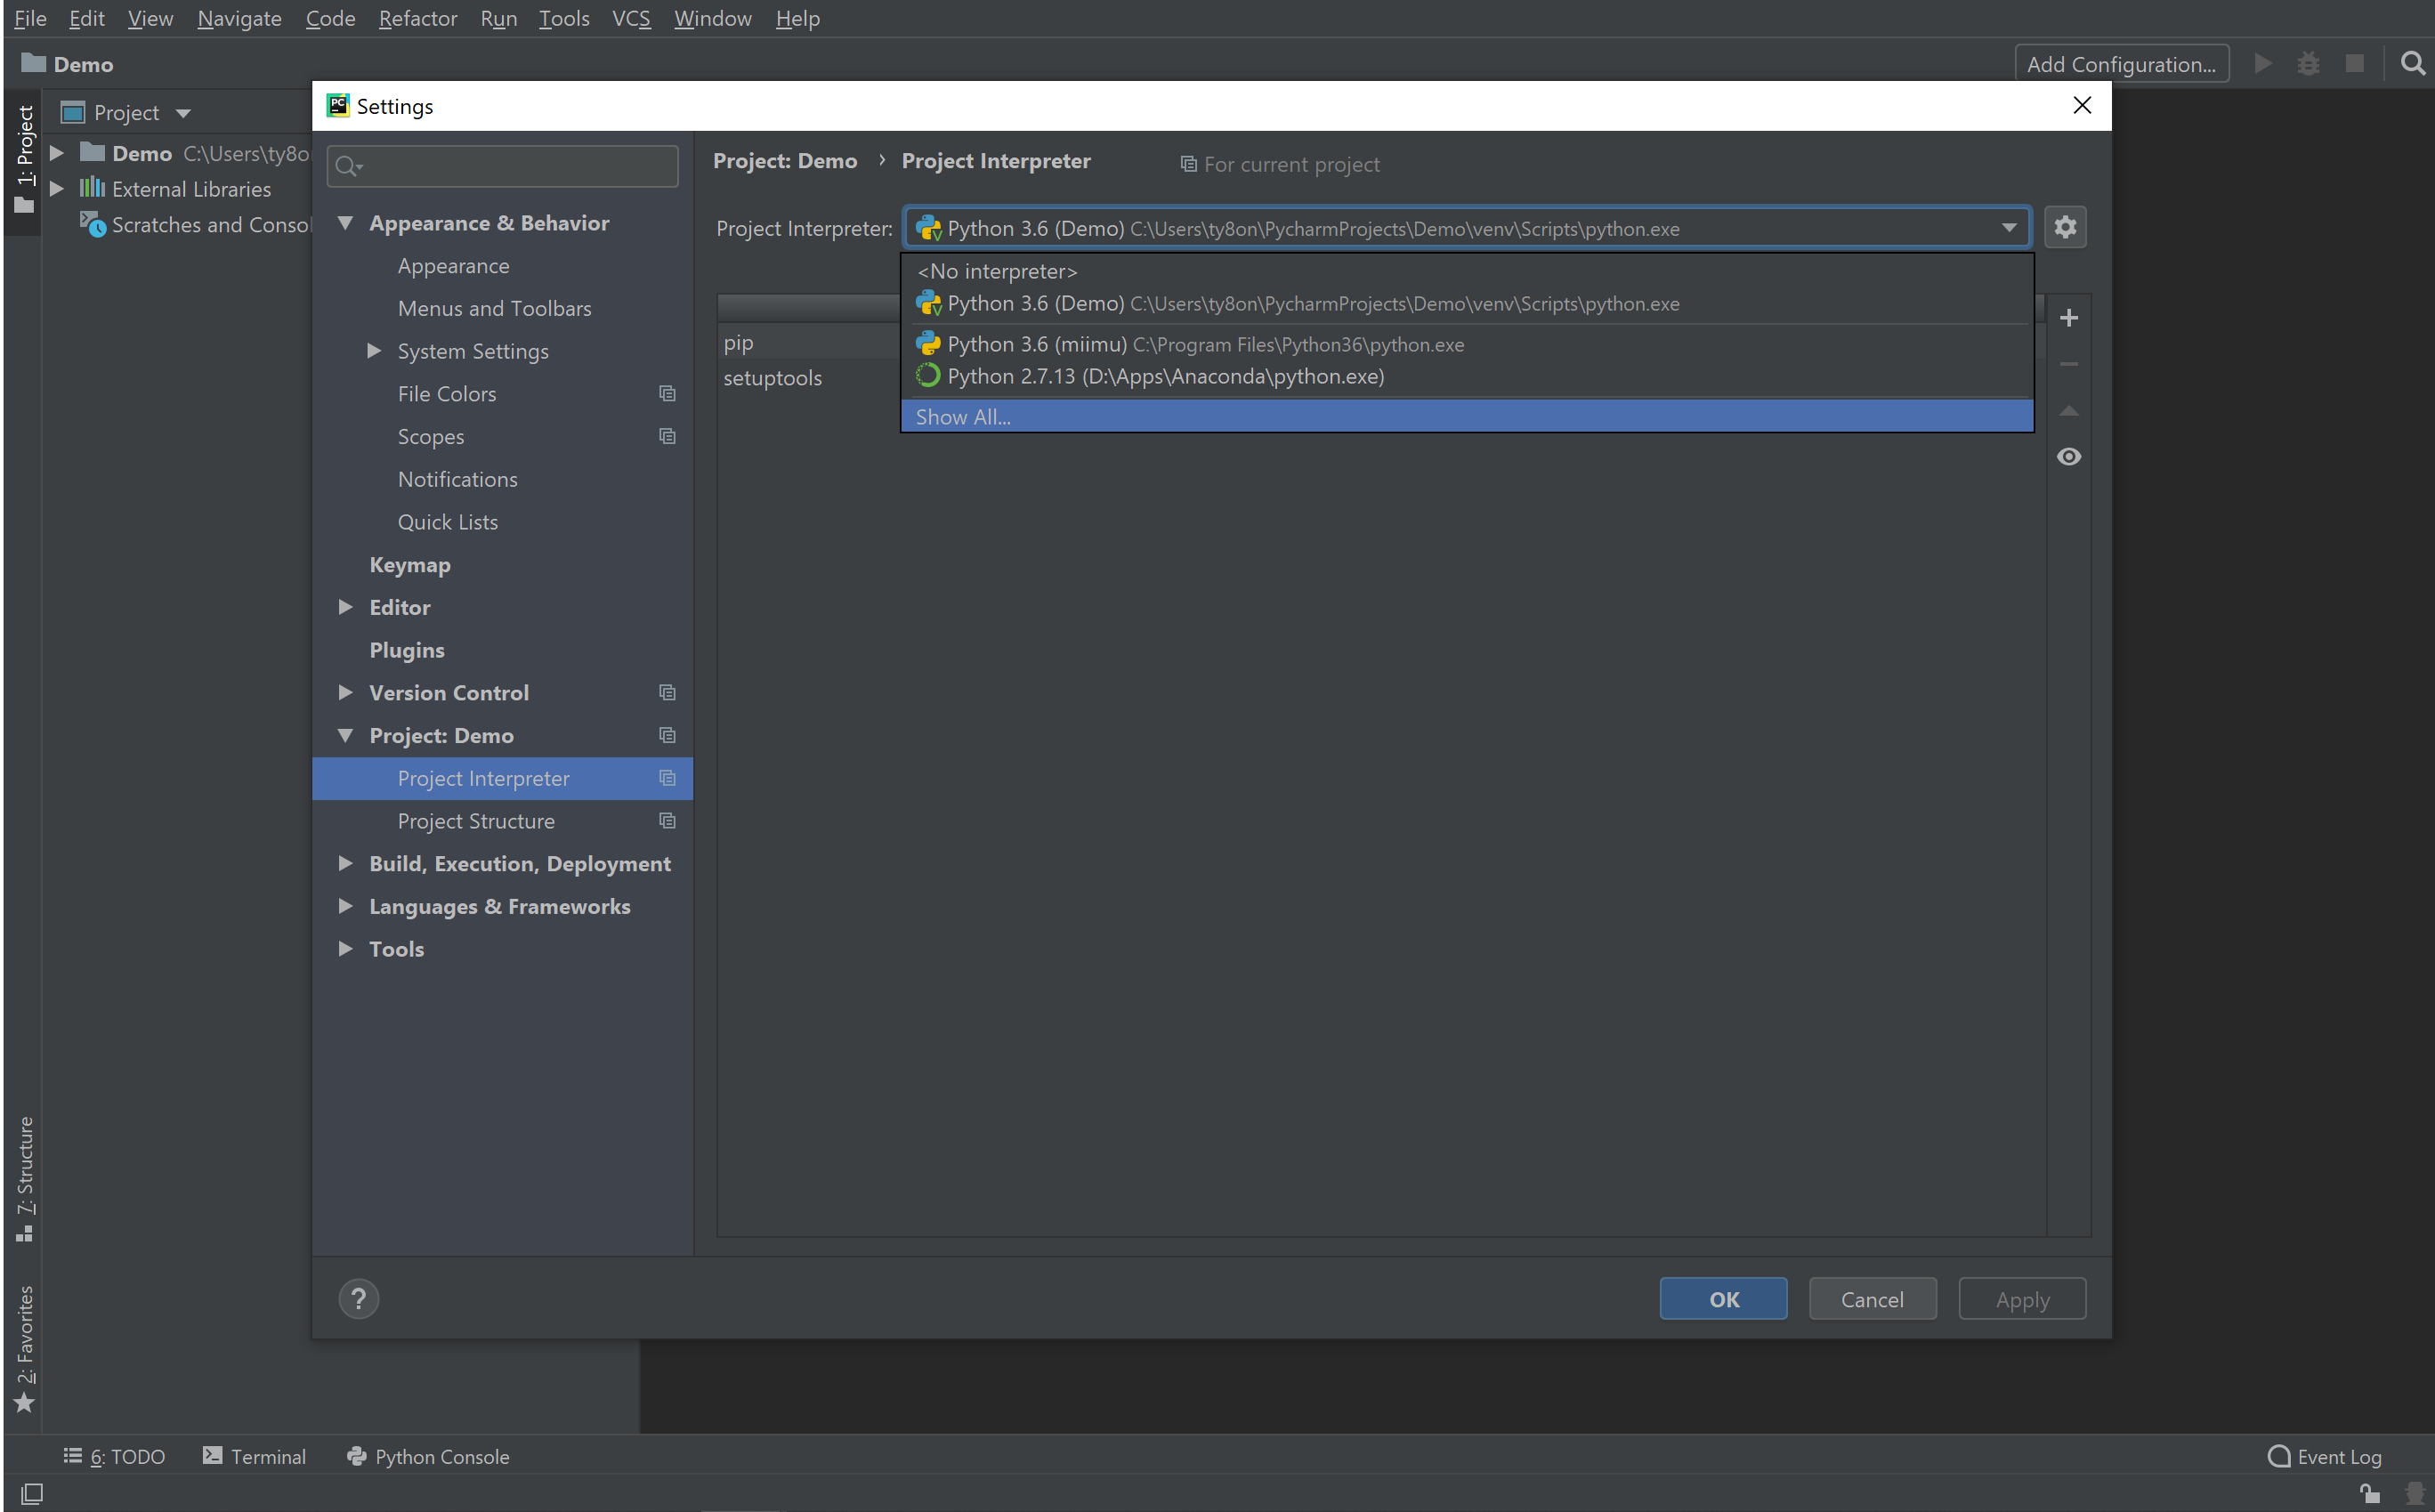 File Edit View Navigate Code Refactor Run Tools VCS Window Help
Demo
Add Configuration...
1: Project
Project
Demo C:\Users\ty8o
External Libraries
Scratches and Consol
7: Structure
2: Favorites
PC Settings
Appearance & Behavior
Appearance
Menus and Toolbars
System Settings
File Colors
Scopes
Notifications
Quick Lists
Keymap
Editor
Plugins
Version Control
Project: Demo
Project Interpreter
Project Structure
Build, Execution, Deployment
Languages & Frameworks
Tools
Project: Demo › Project Interpreter
For current project
Project Interpreter: Python 3.6 (Demo) C:\Users\ty8on\PycharmProjects\Demo\venv\Scripts\python.exe
<No interpreter>
Python 3.6 (Demo) C:\Users\ty8on\PycharmProjects\Demo\venv\Scripts\python.exe
Python 3.6 (miimu) C:\Program Files\Python36\python.exe
Python 2.7.13 (D:\Apps\Anaconda\python.exe)
Show All...
pip
setuptools
?
OK Cancel Apply
6: TODO Terminal Python Console
Event Log